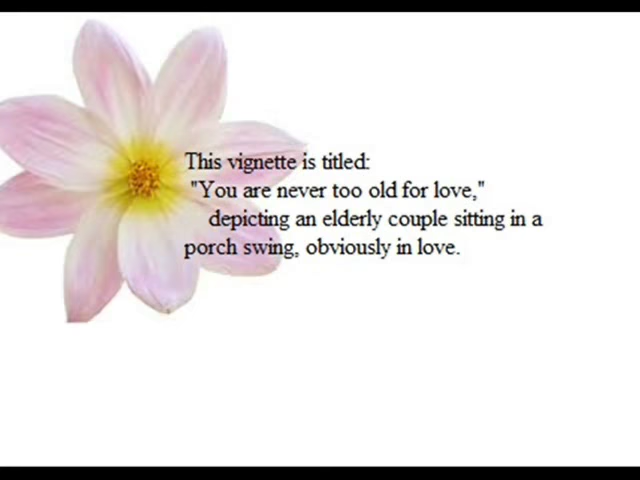 This vignette is titled:
"You are never too old for love,"
depicting an elderly couple sitting in a
porch swing, obviously in love.